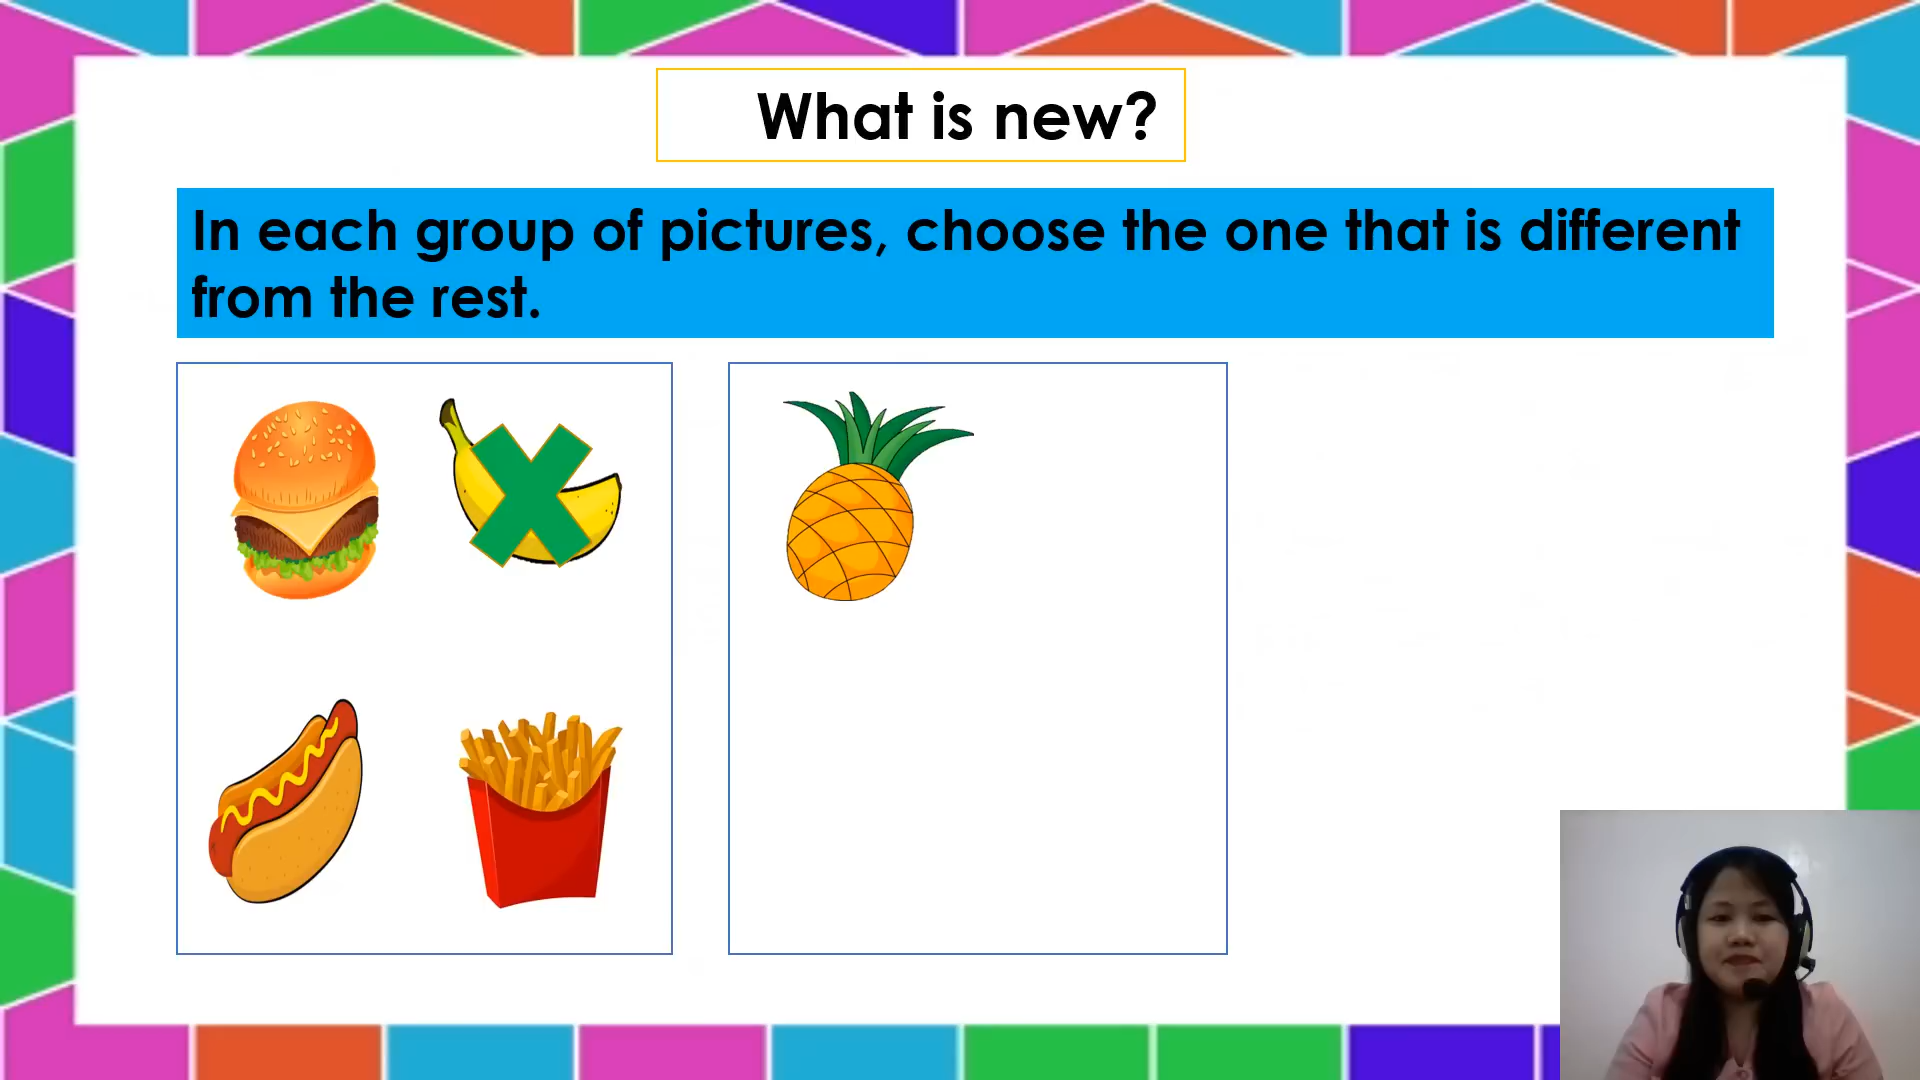 What is new?
In each group of pictures, choose the one that is different
from the rest.